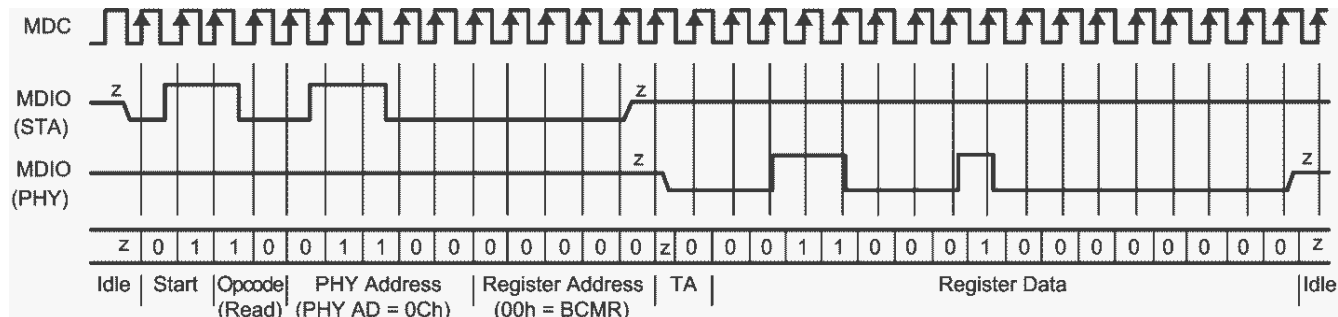 MDC
z z
MDIO
(STA)
MDIO z z
(PHY)
z 0 1 1 0 0 1 1 0 0 0 0 0 0 0 z 0 0 0 1 1 0 0 0 1 0 0 0 0 0 0 0 0 z
Idle Start Opcode PHY Address Register Address TA Register Data Idle
(Read) (PHY AD = 0Ch) (00h = BCMR)